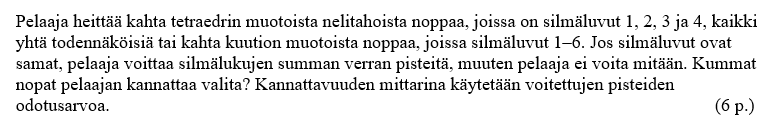 Pelaaja heittää kahta tetraedrin muotoista nelitahoista noppaa, joissa on silmäluvut 1, 2, 3 ja 4, kaikki
yhtä todennäköisiä tai kahta kuution muotoista noppaa, joissa silmäluvut 1–6. Jos silmäluvut ovat
samat, pelaaja voittaa silmälukujen summan verran pisteitä, muuten pelaaja ei voita mitään. Kummat
nopat pelaajan kannattaa valita? Kannattavuuden mittarina käytetään voitettujen pisteiden
odotusarvoa. (6 p.)